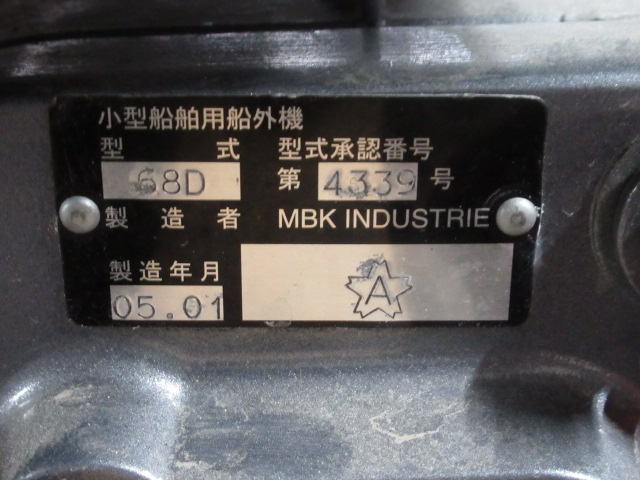 小型船舶用船外機
型 式 型式承認番号
68D 第 4339 号
製 造 者 MBK INDUSTRIE
製造年月
05.01
A